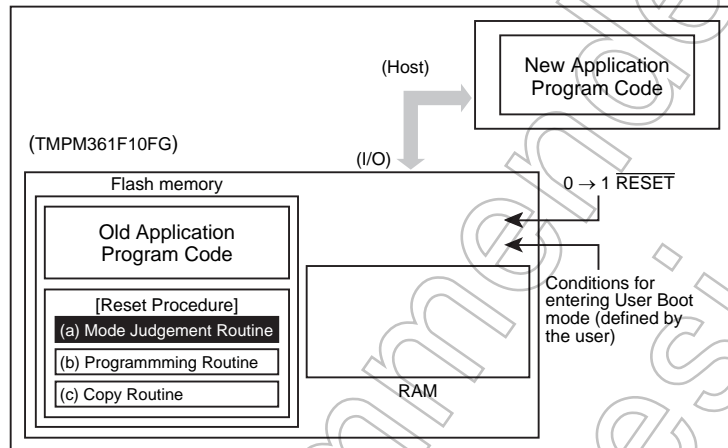 New Application
Program Code
(Host)
(TMPM361F10FG)
(I/O)
Flash memory
0 → 1 RESET
Old Application
Program Code
[Reset Procedure]
(a) Mode Judgement Routine
(b) Programmming Routine
(c) Copy Routine
Conditions for
entering User Boot
mode (defined by
the user)
RAM